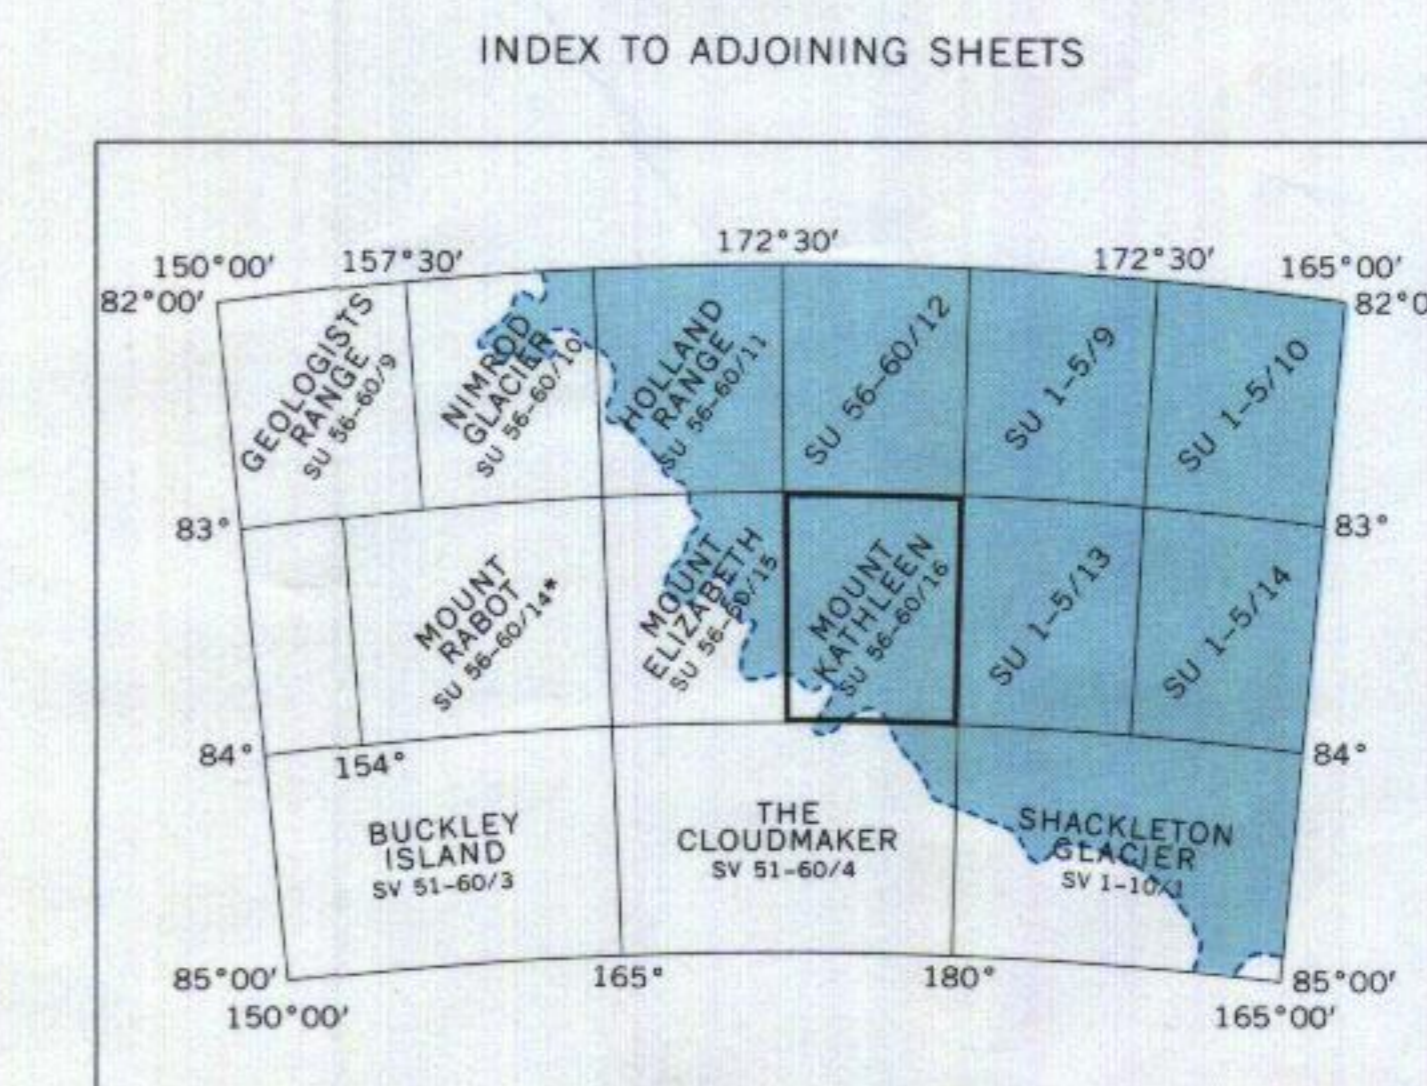 INDEX TO ADJOINING SHEETS
172°30′
150°00′
157°30′
172°30′
165°00′
82°00′
82°0
GEOLOGISTS
RANGE
SU 56-60/9
NIMROD
GLACIER
SU 56-60/10
HOLLAND
RANGE
SU 56-60/11
SU 56-60/12
SU 1-5/9
SU 1-5/10
83°
83°
MOUNT
RABOT
SU 56-60/14*
MOUNT
ELIZABETH
SU 56-60/15
MOUNT
KATHLEEN
SU 56-60/16
SU 1-5/13
SU 1-5/14
84°
154°
84°
BUCKLEY
ISLAND
SV 51-60/3
THE
CLOUDMAKER
SV 51-60/4
SHACKLETON
GLACIER
SV 1-10/1
85°00′
165°
180°
85°00′
150°00′
165°00′